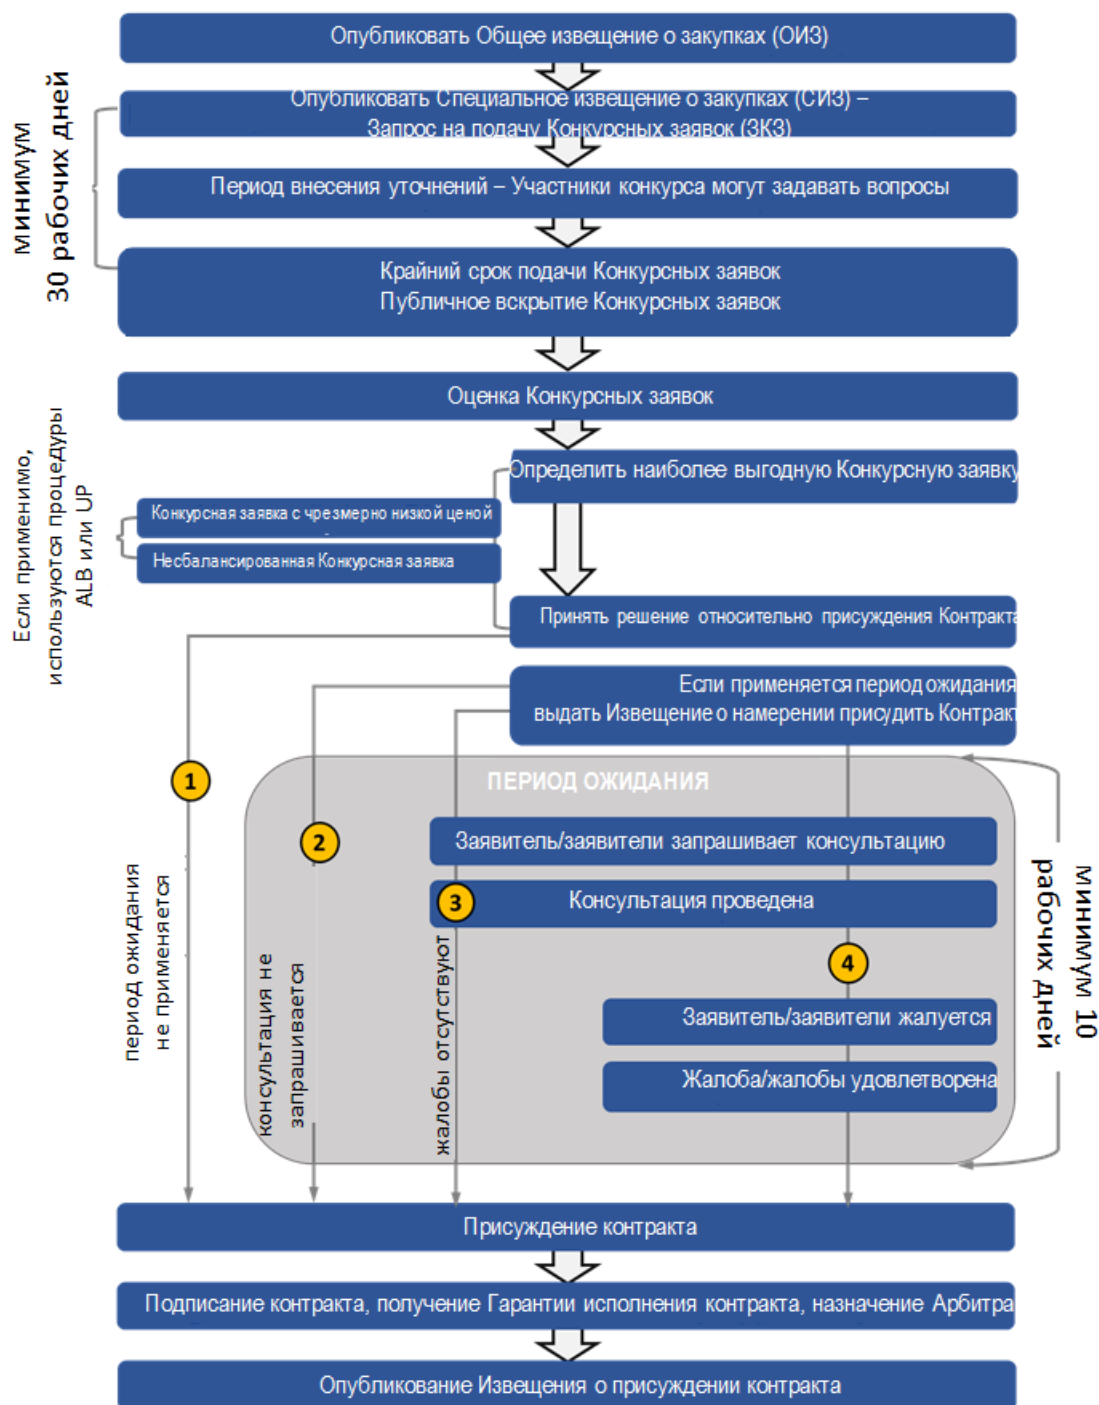 Опубликовать Общее извещение о закупках (ОИЗ)
минимум
30 рабочих дней
Опубликовать Специальное извещение о закупках (СИЗ) –
Запрос на подачу Конкурсных заявок (ЗКЗ)
Период внесения уточнений – Участники конкурса могут задавать вопросы
Крайний срок подачи Конкурсных заявок
Публичное вскрытие Конкурсных заявок
Оценка Конкурсных заявок
Если применимо,
используются процедуры
ALB или UP
Определить наиболее выгодную Конкурсную заявку
Конкурсная заявка с чрезмерно низкой ценой
-
Несбалансированная Конкурсная заявка
Принять решение относительно присуждения Контракта
Если применяется период ожидания
выдать Извещение о намерении присудить Контракт
ПЕРИОД ОЖИДАНИЯ
1
период ожидания
не применяется
2
консультация не
запрашивается
Заявитель/заявители запрашивает консультацию
3
Консультация проведена
жалобы отсутствуют
4
Заявитель/заявители жалуется
Жалоба/жалобы удовлетворена
минимум 10
рабочих дней
Присуждение контракта
Подписание контракта, получение Гарантии исполнения контракта, назначение Арбитра
Опубликование Извещения о присуждении контракта